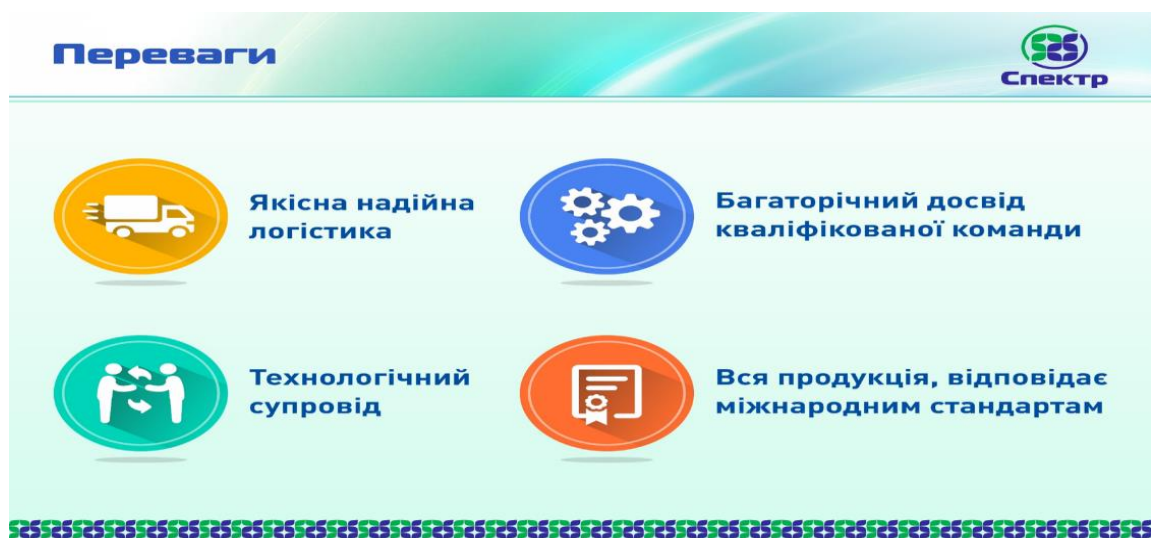 Переваги
Спектр
Якісна надійна
логістика
Багаторічний досвід
кваліфікованої команди
Технологічний
супровід
Вся продукція, відповідає
міжнародним стандартам